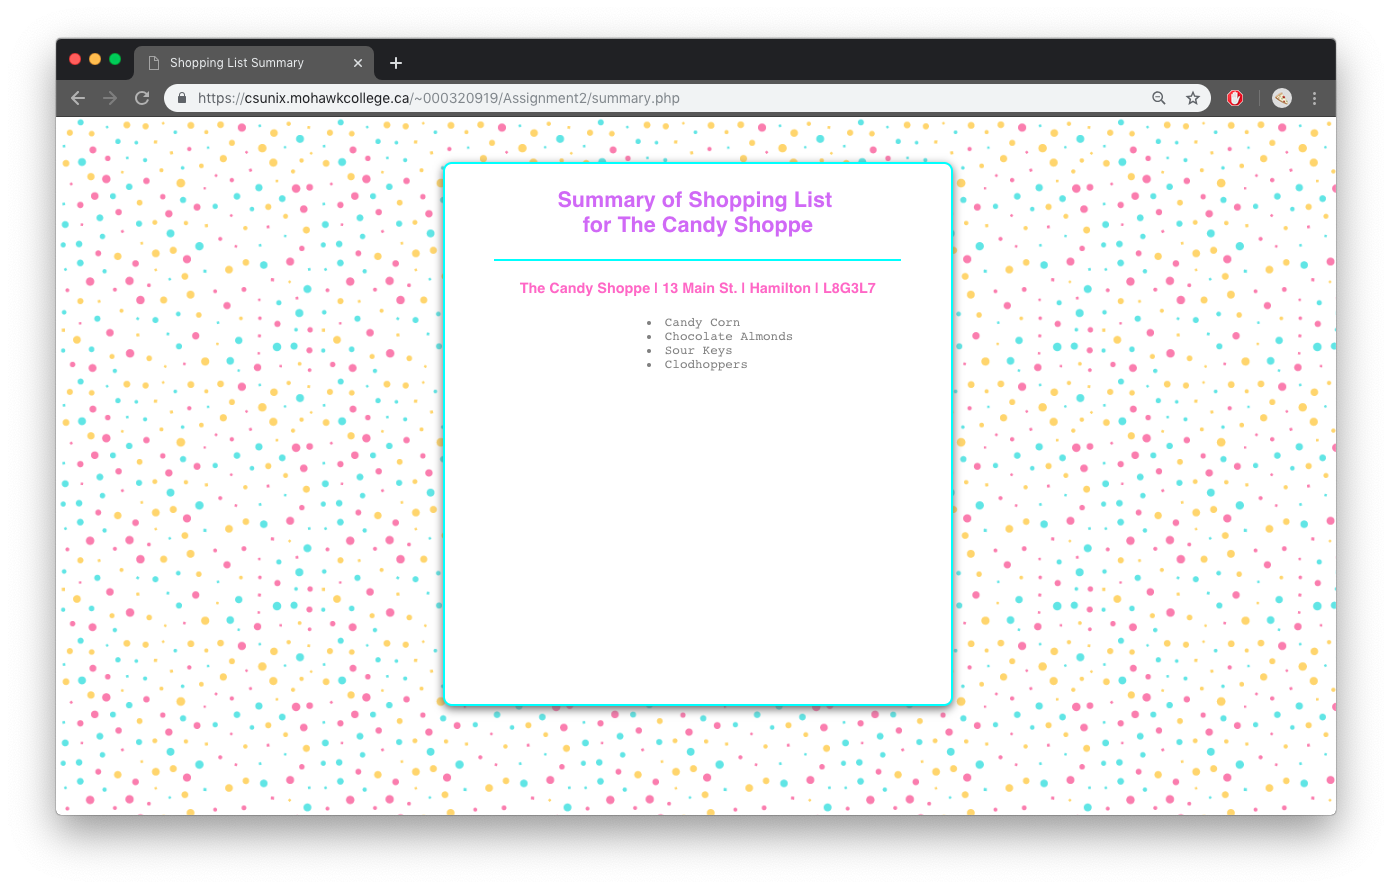 Shopping List Summary
https://csunix.mohawkcollege.ca/~000320919/Assignment2/summary.php
Summary of Shopping List
for The Candy Shoppe
The Candy Shoppe | 13 Main St. | Hamilton | L8G3L7
• Candy Corn
• Chocolate Almonds
• Sour Keys
• Clodhoppers